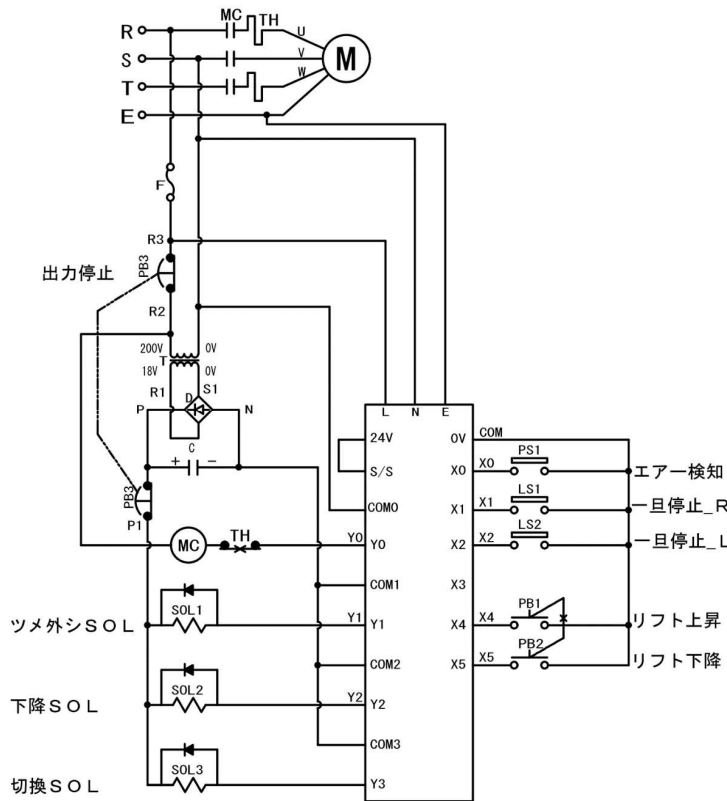 MC TH
R U
S V M
T W
E
F
R3
出力停止 PB3
R2
200V 0V
T
18V 0V
R1 S1
P D N
C
+ -
PB3
P1
L N E
24V 0V COM
S/S X0 X0 PS1 エアー検知
COM0 X1 X1 LS1 一旦停止_R
MC TH Y0 Y0 X2 X2 LS2 一旦停止_L
COM1 X3
ツメ外シSOL SOL1 Y1 Y1 X4 X4 PB1 リフト上昇
COM2 X5 X5 PB2 リフト下降
下降SOL SOL2 Y2 Y2
COM3
切換SOL SOL3 Y3